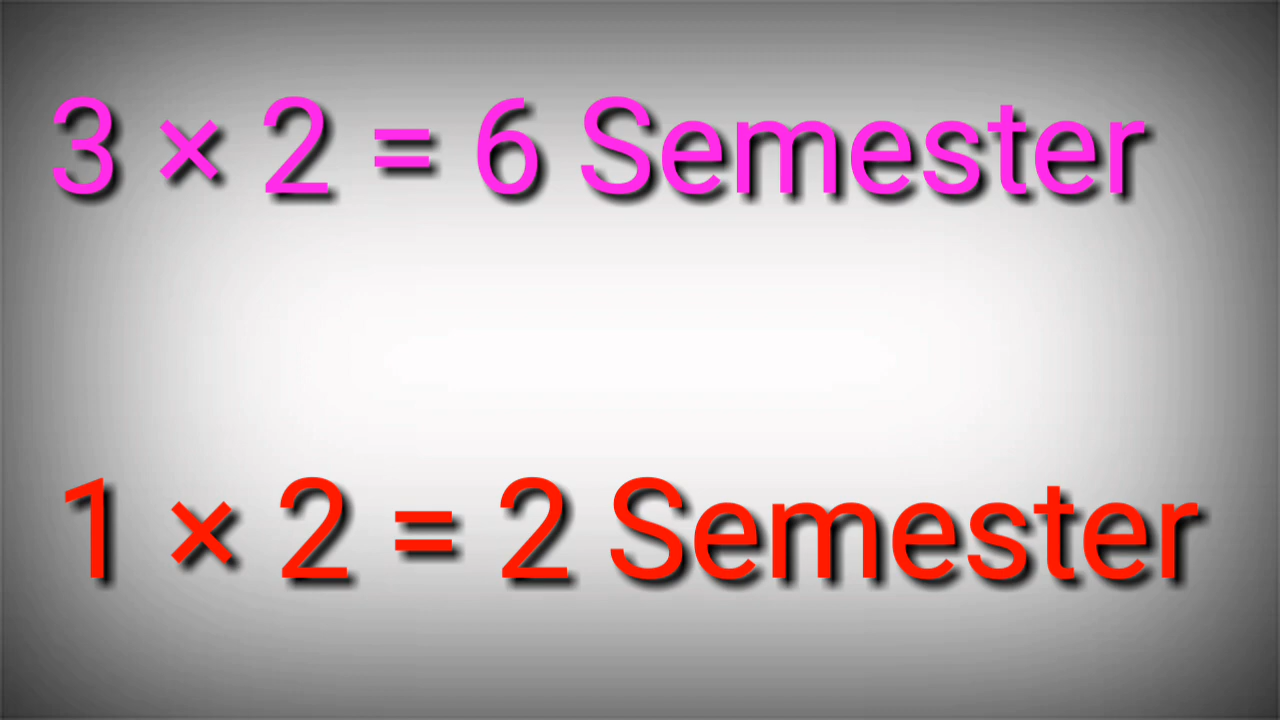 3 × 2 = 6 Semester
1 × 2 = 2 Semester